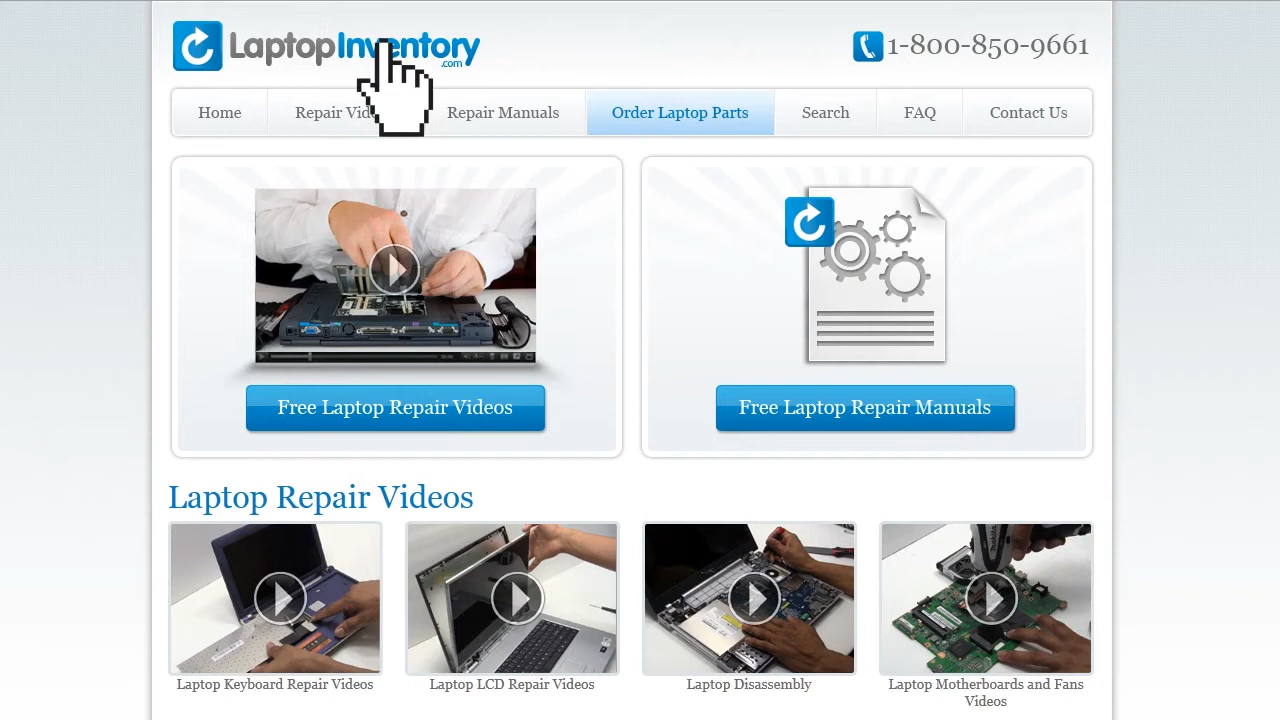 LaptopInventory
.com
1-800-850-9661
Home
Repair Manuals
Order Laptop Parts
Search
FAQ
Contact Us
Free Laptop Repair Videos
Free Laptop Repair Manuals
Laptop Repair Videos
Laptop Keyboard Repair Videos
Laptop LCD Repair Videos
Laptop Disassembly
Laptop Motherboards and Fans
Videos